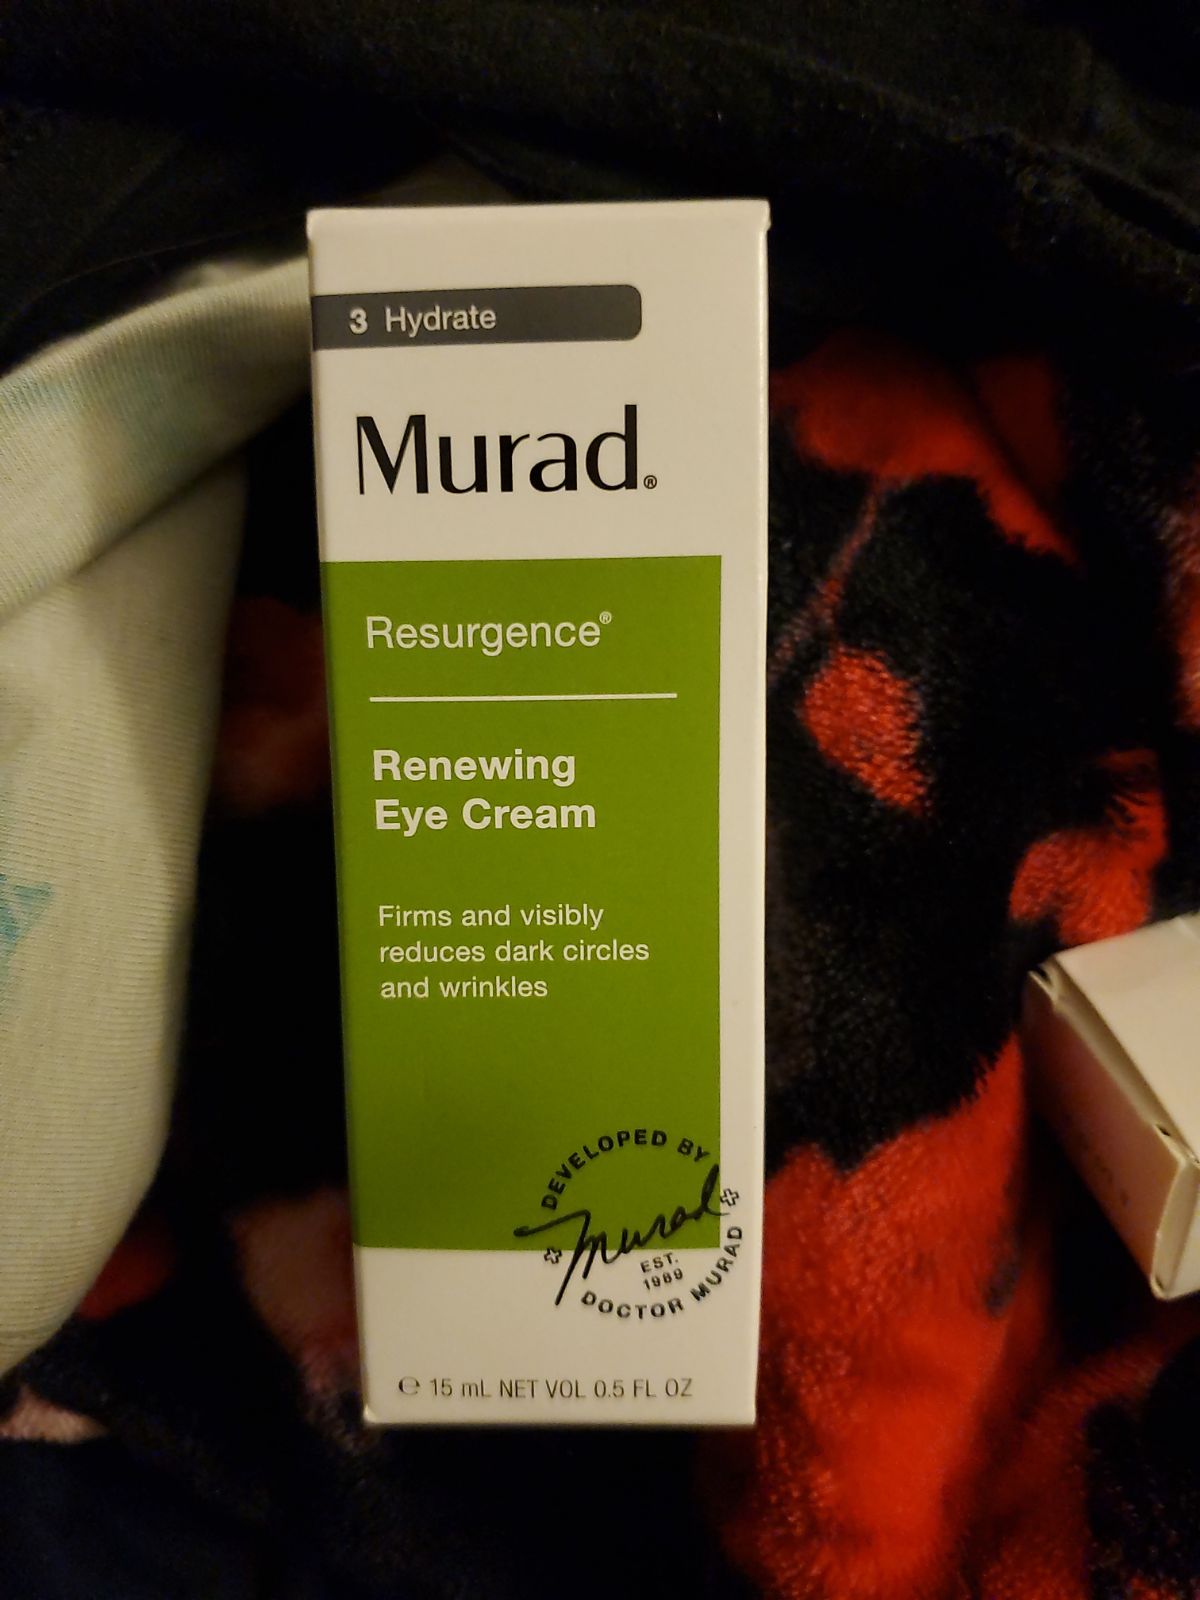 3 Hydrate
Murad®
Resurgence®
Renewing
Eye Cream
Firms and visibly
reduces dark circles
and wrinkles
DEVELOPED BY
Murad
EST.
1989
DOCTOR MURAD
℮ 15 mL NET VOL 0.5 FL OZ